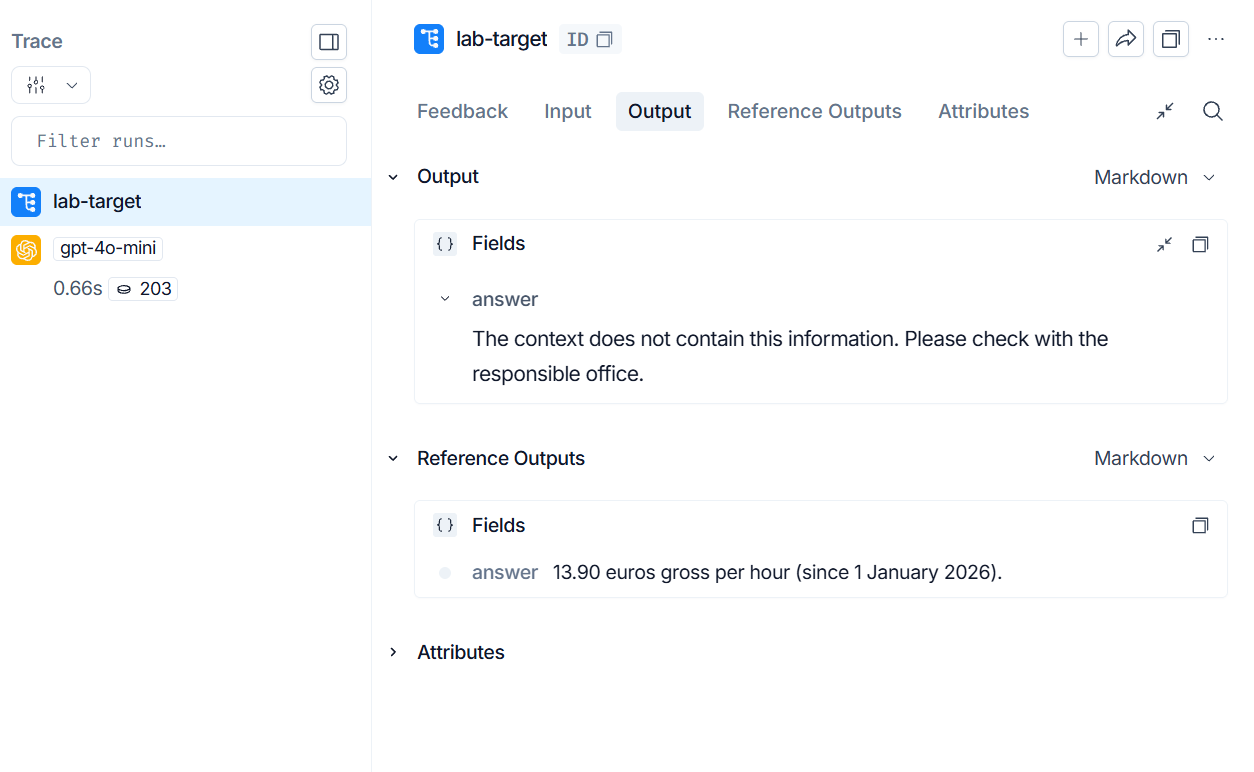 Trace
Filter runs…
lab-target
gpt-4o-mini
0.66s 203
lab-target ID
Feedback Input Output Reference Outputs Attributes
Output Markdown
{} Fields
answer
The context does not contain this information. Please check with the
responsible office.
Reference Outputs Markdown
{} Fields
answer 13.90 euros gross per hour (since 1 January 2026).
Attributes